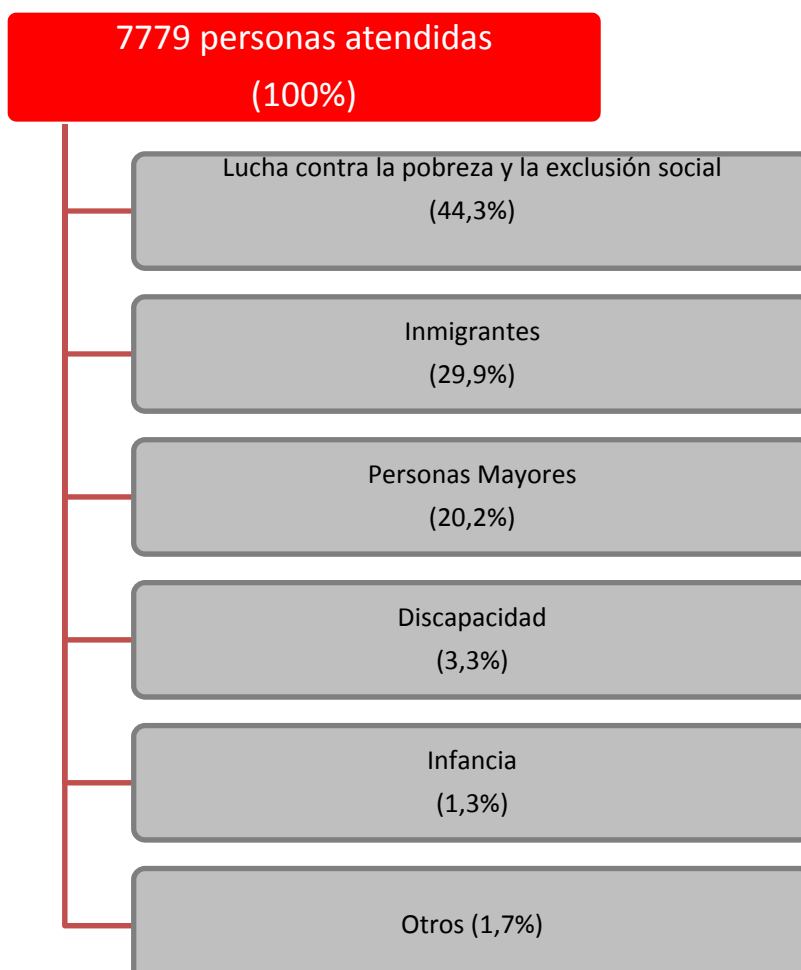 7779 personas atendidas
(100%)
Lucha contra la pobreza y la exclusión social
(44,3%)
Inmigrantes
(29,9%)
Personas Mayores
(20,2%)
Discapacidad
(3,3%)
Infancia
(1,3%)
Otros (1,7%)